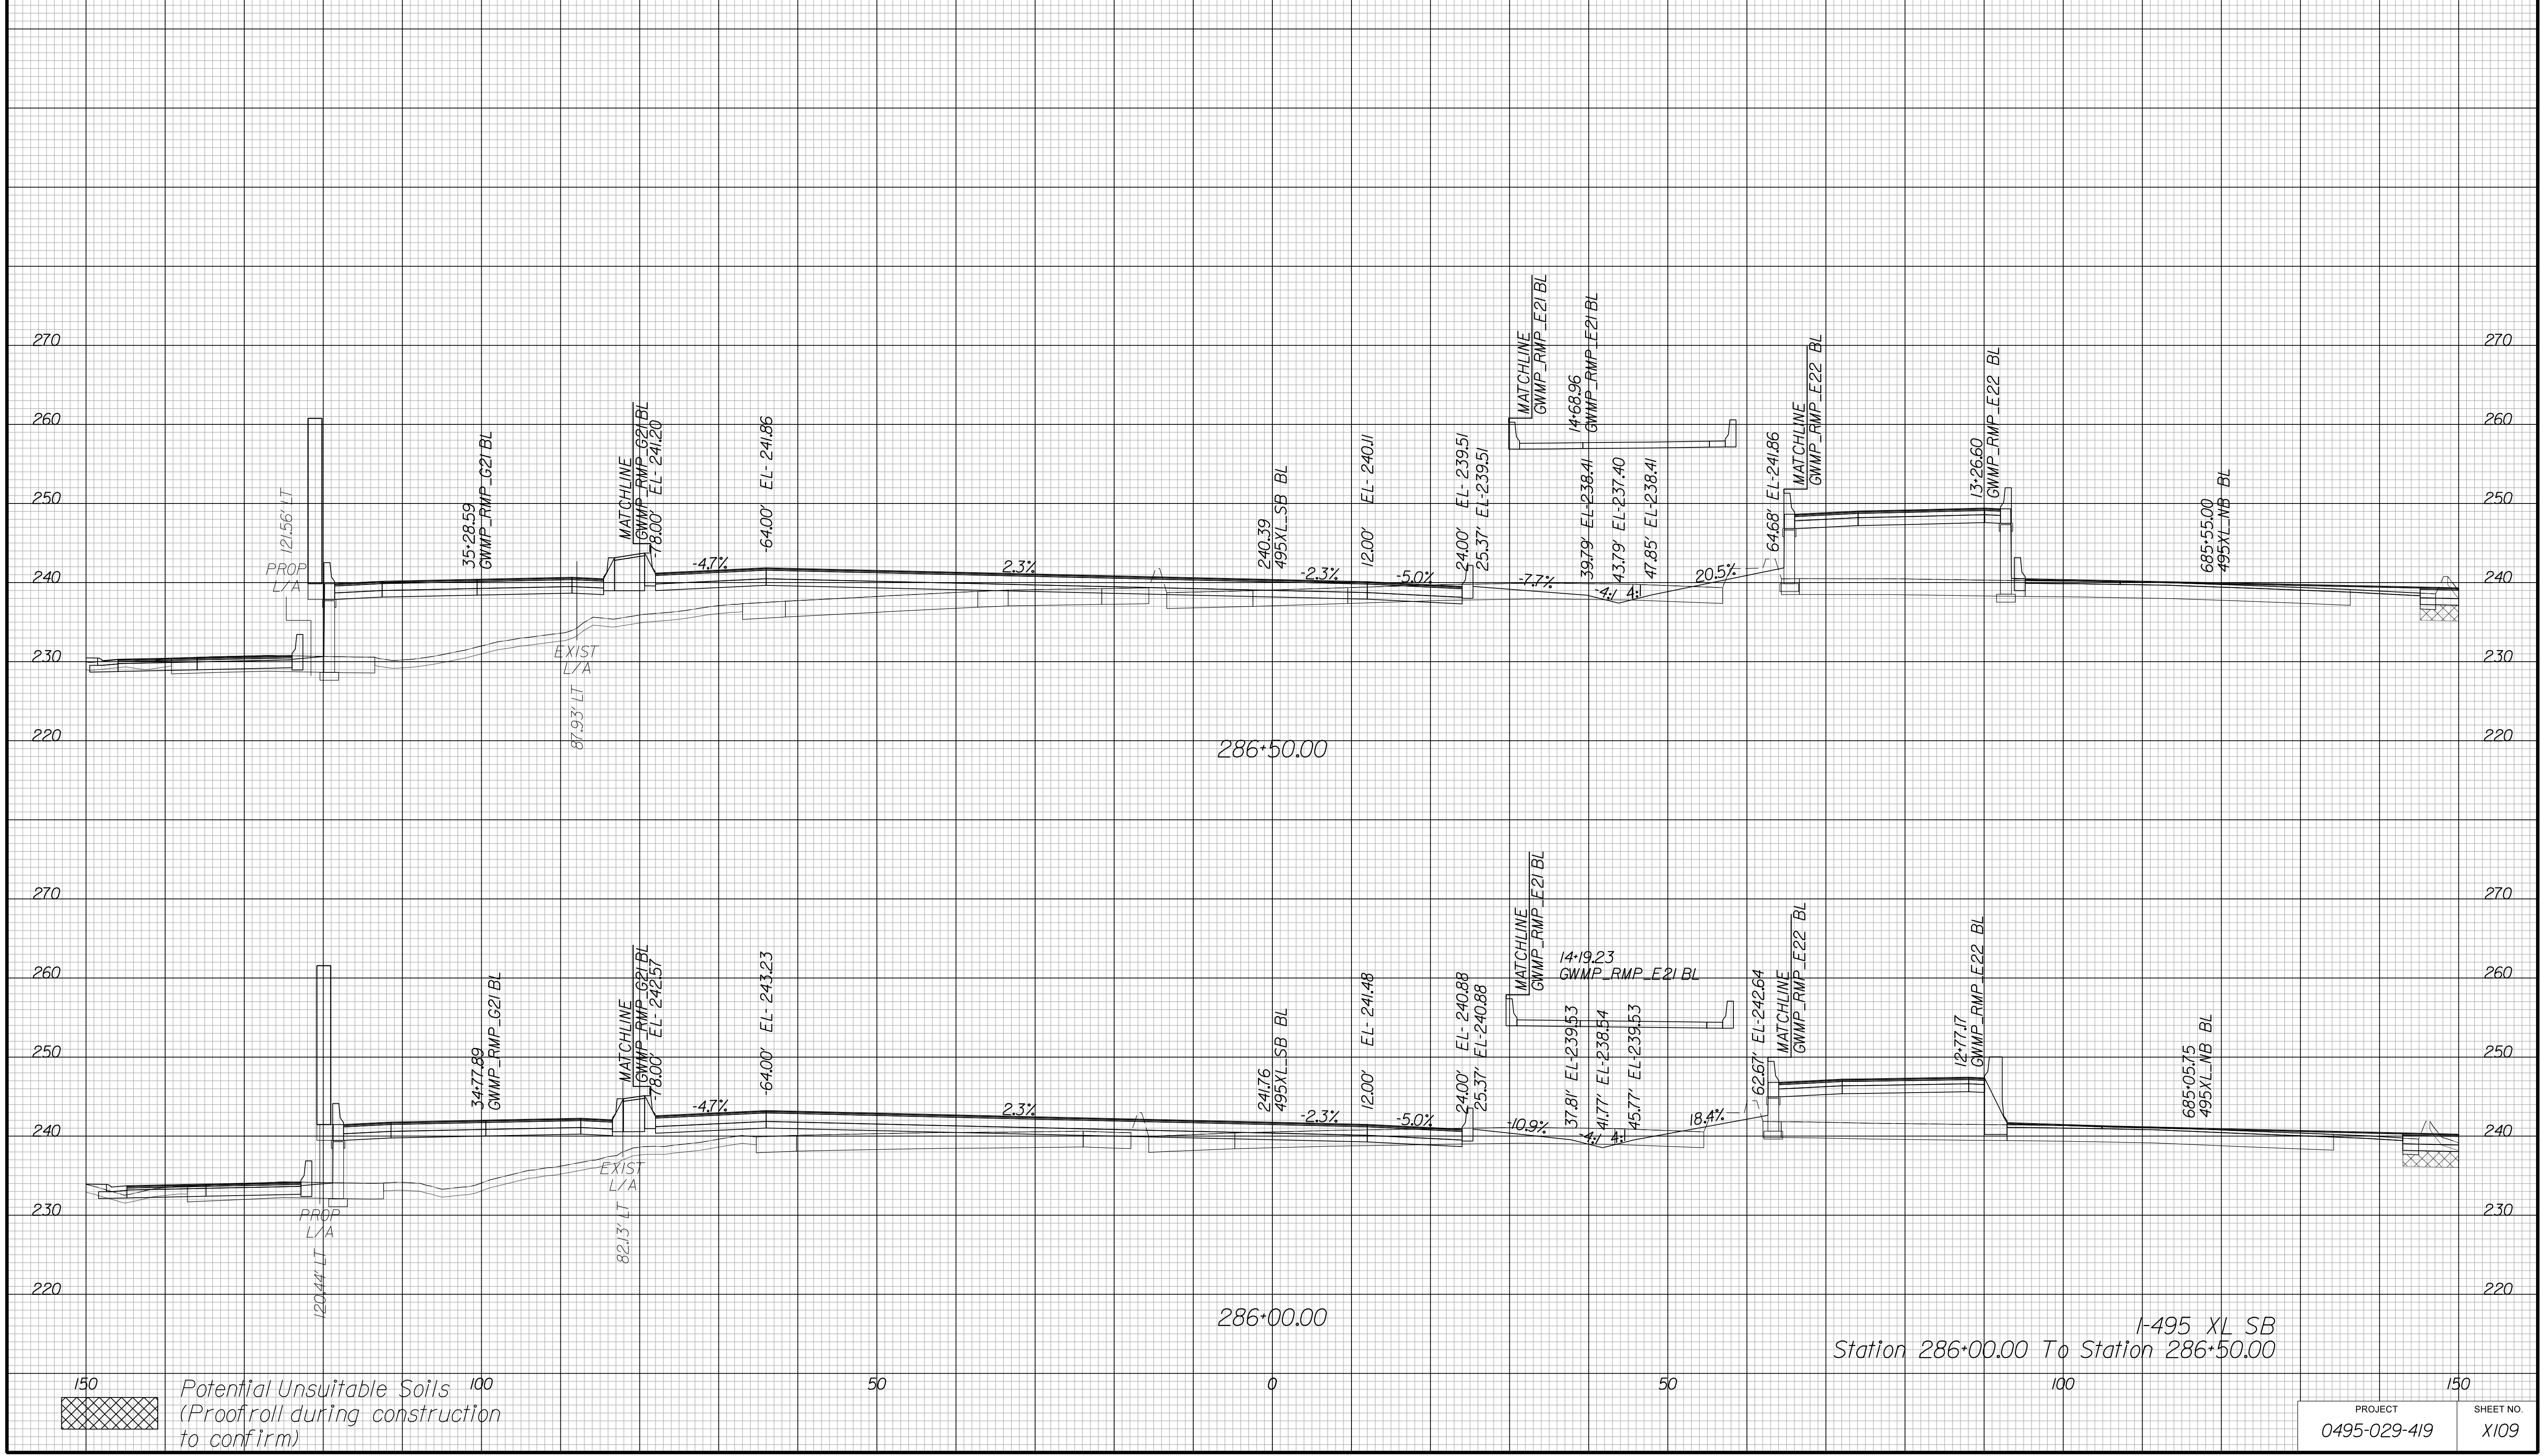 270
260
250
240
230
220
270
260
250
240
230
220
PROP
L/A
121.56' LT
35+28.59
GWMP_RMP_G21 BL
EXIST
L/A
87.93' LT
MATCHLINE
GWMP_RMP_G21 BL
-78.00' EL- 241.20
-4.7%
-64.00' EL- 241.86
2.3%
240.39
495XL_SB BL
-2.3%
12.00' EL- 240.11
-5.0%
24.00' EL- 239.51
25.37' EL-239.51
MATCHLINE
GWMP_RMP_E21 BL
14+68.96
GWMP_RMP_E21 BL
-7.7%
39.79' EL-238.41
43.79' EL-237.40
47.85' EL-238.41
-4:1
4:1
20.5%
64.68' EL-241.86
MATCHLINE
GWMP_RMP_E22 BL
13+26.60
GWMP_RMP_E22 BL
685+55.00
495XL_NB BL
286+50.00
270
260
250
240
230
220
270
260
250
240
230
220
PROP
L/A
120.44' LT
34+77.89
GWMP_RMP_G21 BL
EXIST
L/A
82.13' LT
MATCHLINE
GWMP_RMP_G21 BL
-78.00' EL- 242.57
-4.7%
-64.00' EL- 243.23
2.3%
241.76
495XL_SB BL
-2.3%
12.00' EL- 241.48
-5.0%
24.00' EL- 240.88
25.37' EL-240.88
MATCHLINE
GWMP_RMP_E21 BL
14+19.23
GWMP_RMP_E21 BL
-10.9%
37.81' EL-239.53
41.77' EL-238.54
45.77' EL-239.53
-4:1
4:1
18.4%
62.67' EL-242.64
MATCHLINE
GWMP_RMP_E22 BL
12+77.17
GWMP_RMP_E22 BL
685+05.75
495XL_NB BL
286+00.00
I-495 XL SB
Station 286+00.00 To Station 286+50.00
150
100
50
0
50
100
150
Potential Unsuitable Soils
(Proofroll during construction
to confirm)
PROJECT
0495-029-419
SHEET NO.
X109